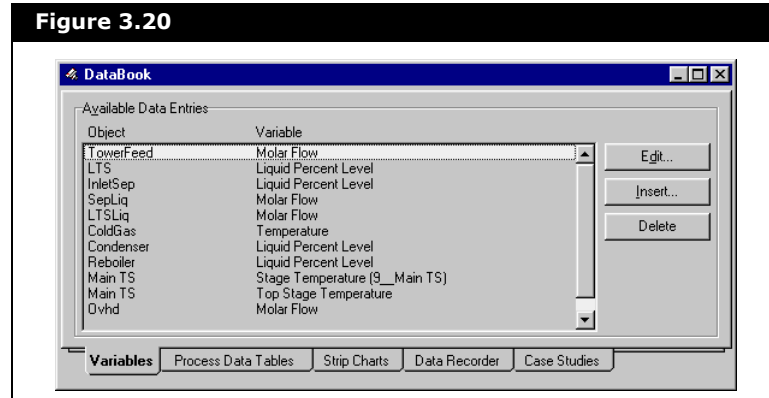 Figure 3.20
DataBook
Available Data Entries
Object Variable
TowerFeed Molar Flow
LTS Liquid Percent Level
InletSep Liquid Percent Level
SepLiq Molar Flow
LTSLiq Molar Flow
ColdGas Temperature
Condenser Liquid Percent Level
Reboiler Liquid Percent Level
Main TS Stage Temperature (9__Main TS)
Main TS Top Stage Temperature
Ovhd Molar Flow
Edit...
Insert...
Delete
Variables Process Data Tables Strip Charts Data Recorder Case Studies